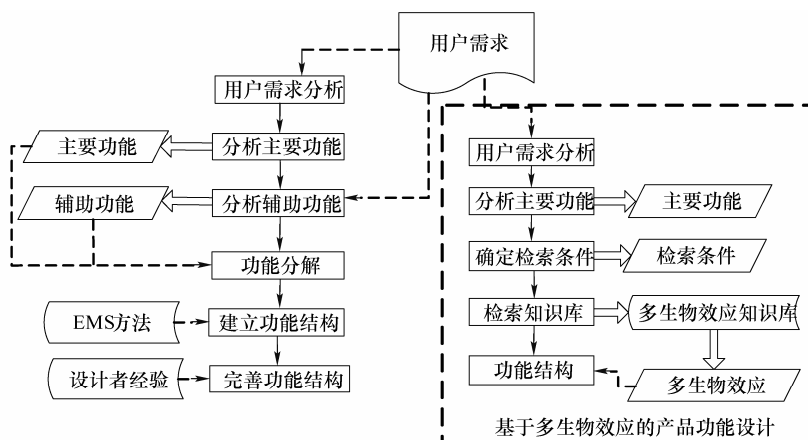 用户需求
用户需求分析
主要功能
分析主要功能
辅助功能
分析辅助功能
功能分解
EMS方法
建立功能结构
设计者经验
完善功能结构
用户需求分析
分析主要功能
主要功能
确定检索条件
检索条件
检索知识库
多生物效应知识库
功能结构
多生物效应
基于多生物效应的产品功能设计